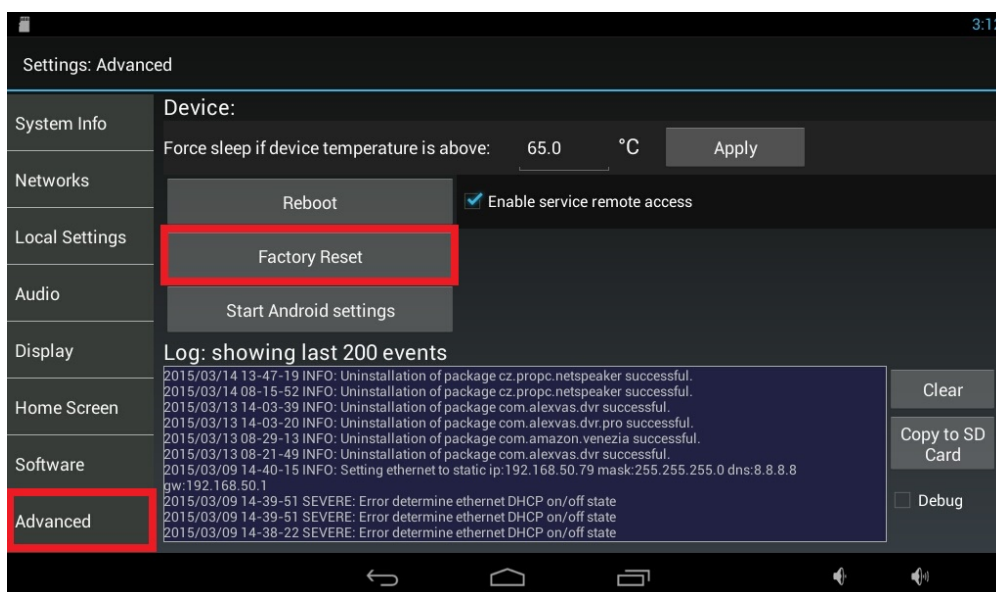 3:12
Settings: Advanced
System Info
Networks
Local Settings
Audio
Display
Home Screen
Software
Advanced
Device:
Force sleep if device temperature is above: 65.0 °C Apply
Reboot
Enable service remote access
Factory Reset
Start Android settings
Log: showing last 200 events
2015/03/14 13-47-19 INFO: Uninstallation of package cz.propc.netspeaker successful.
2015/03/14 08-15-52 INFO: Uninstallation of package cz.propc.netspeaker successful.
2015/03/13 14-03-39 INFO: Uninstallation of package com.alexvas.dvr successful.
2015/03/13 14-03-20 INFO: Uninstallation of package com.alexvas.dvr.pro successful.
2015/03/13 08-29-13 INFO: Uninstallation of package com.amazon.venezia successful.
2015/03/13 08-21-49 INFO: Uninstallation of package com.alexvas.dvr successful.
2015/03/09 14-40-15 INFO: Setting ethernet to static ip:192.168.50.79 mask:255.255.255.0 dns:8.8.8.8
gw:192.168.50.1
2015/03/09 14-39-51 SEVERE: Error determine ethernet DHCP on/off state
2015/03/09 14-39-51 SEVERE: Error determine ethernet DHCP on/off state
2015/03/09 14-38-22 SEVERE: Error determine ethernet DHCP on/off state
Clear
Copy to SD
Card
Debug